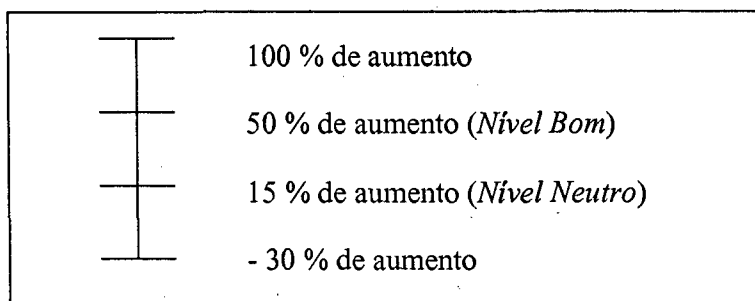 100 % de aumento
50 % de aumento (Nível Bom)
15 % de aumento (Nível Neutro)
- 30 % de aumento